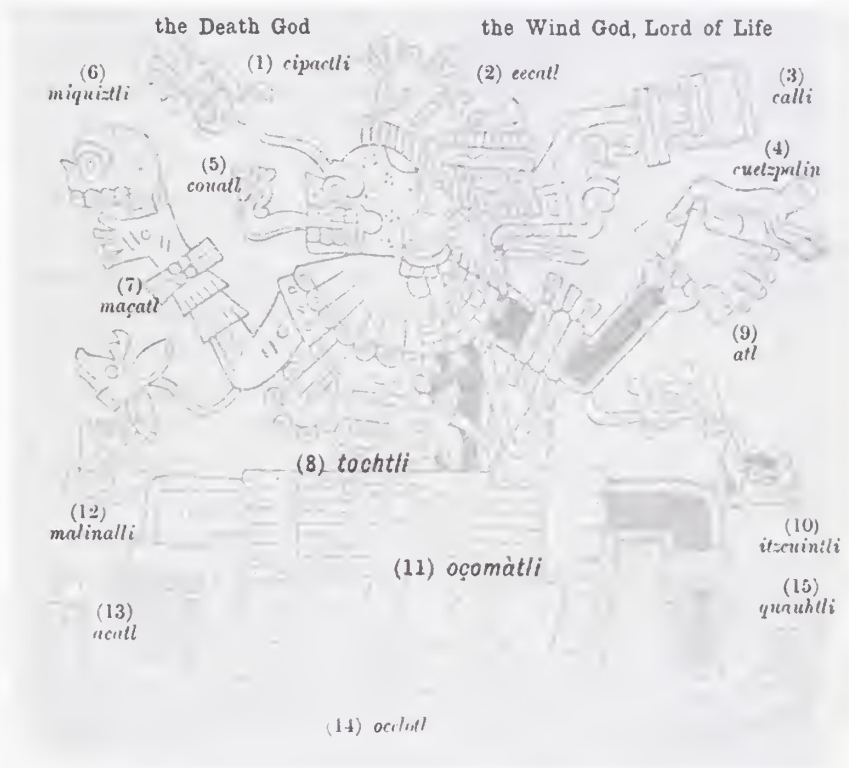 the Death God
the Wind God, Lord of Life
(6)
miquiztli
(1) cipactli
(2) eecatl
(3)
calli
(5)
couatl
(4)
cuetzpalin
(7)
maçatl
(9)
atl
(8) tochtli
(12)
malinalli
(10)
itzcuintli
(11) oçomàtli
(13)
acatl
(15)
quauhtli
(14) ocelotl